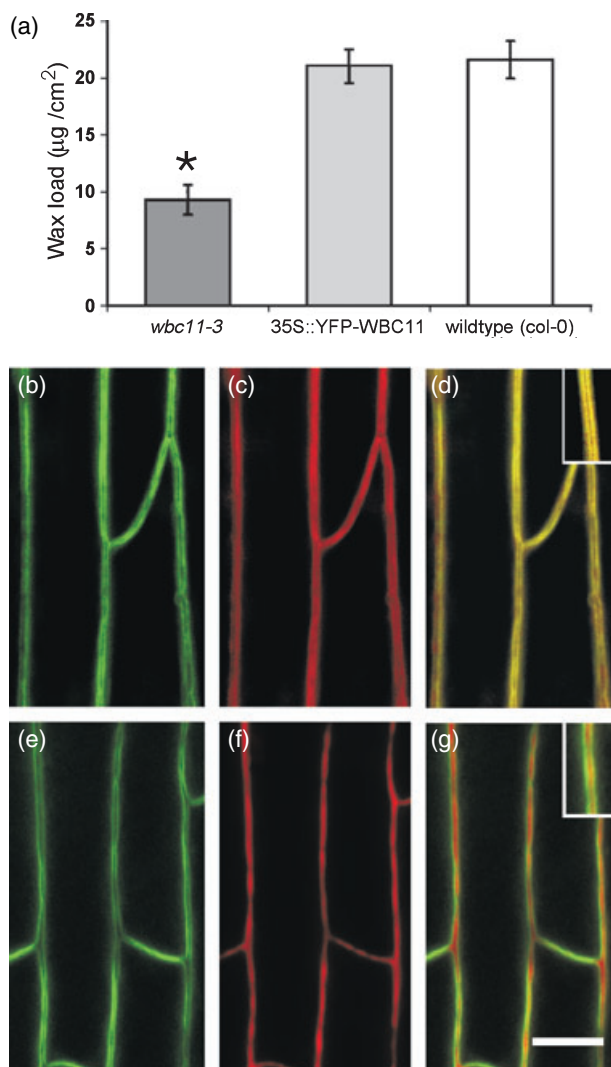 (a)
Wax load (µg /cm²)
25
20
15
10
5
0
*
wbc11-3
35S::YFP-WBC11
wildtype (col-0)
(b)
(c)
(d)
(e)
(f)
(g)